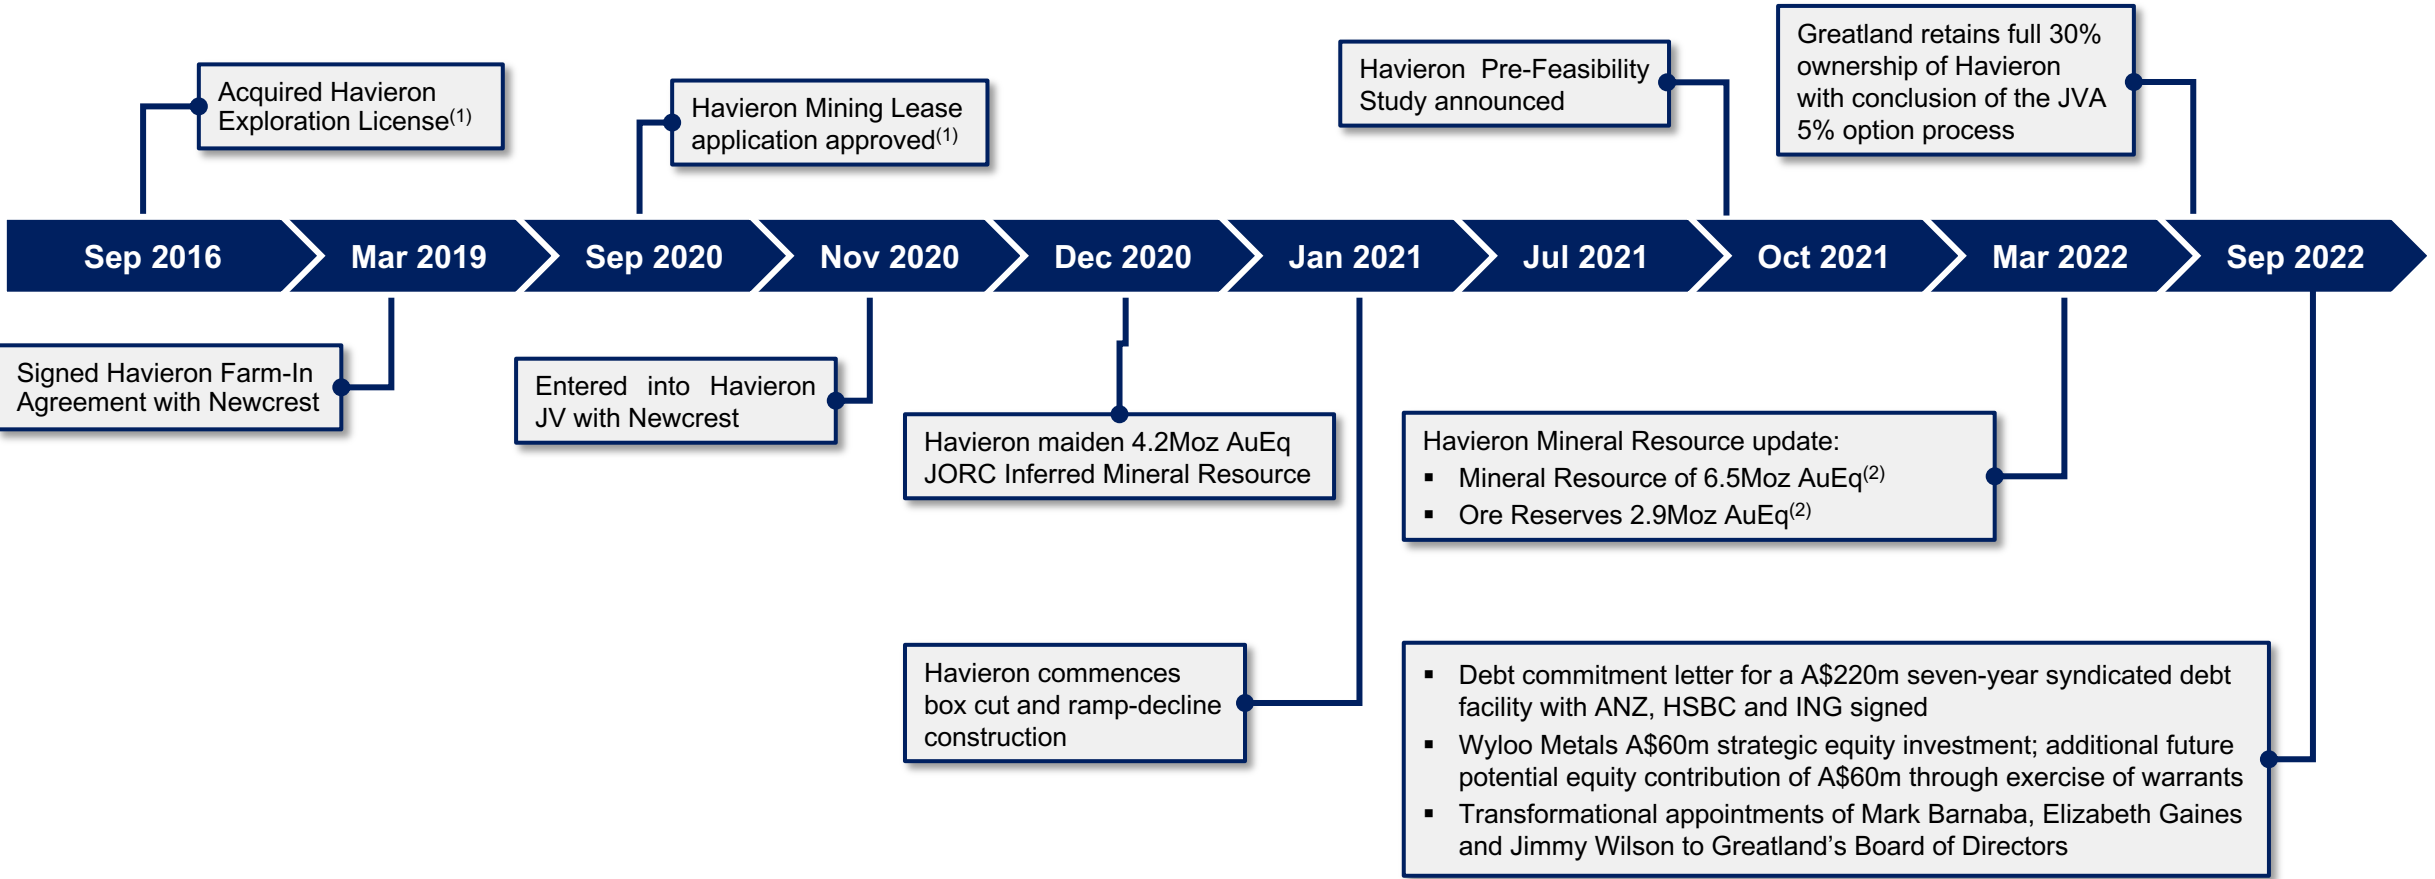 Acquired Havieron
Exploration License(1)
Havieron Mining Lease
application approved(1)
Havieron Pre-Feasibility
Study announced
Greatland retains full 30%
ownership of Havieron
with conclusion of the JVA
5% option process
Sep 2016
Mar 2019
Sep 2020
Nov 2020
Dec 2020
Jan 2021
Jul 2021
Oct 2021
Mar 2022
Sep 2022
Signed Havieron Farm-In
Agreement with Newcrest
Entered into Havieron
JV with Newcrest
Havieron maiden 4.2Moz AuEq
JORC Inferred Mineral Resource
Havieron Mineral Resource update:
▪ Mineral Resource of 6.5Moz AuEq(2)
▪ Ore Reserves 2.9Moz AuEq(2)
Havieron commences
box cut and ramp-decline
construction
▪ Debt commitment letter for a A$220m seven-year syndicated debt
facility with ANZ, HSBC and ING signed
▪ Wyloo Metals A$60m strategic equity investment; additional future
potential equity contribution of A$60m through exercise of warrants
▪ Transformational appointments of Mark Barnaba, Elizabeth Gaines
and Jimmy Wilson to Greatland’s Board of Directors